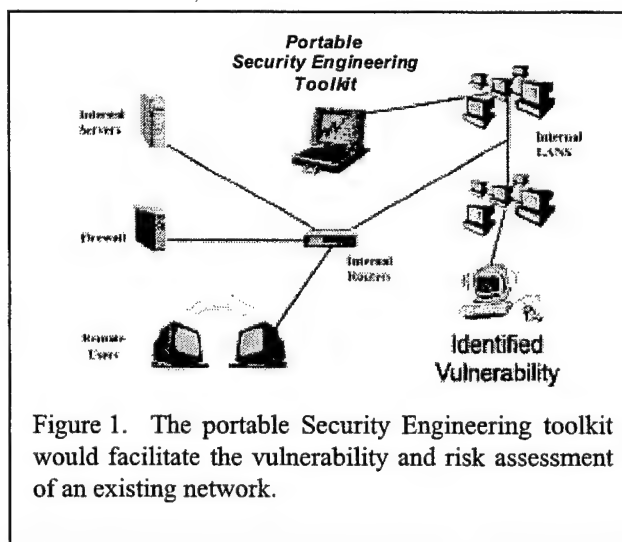 Portable
Security Engineering
Toolkit
Internal
Servers
Internal
LANS
Firewall
Internal
Routers
Remote
Users
Identified
Vulnerability
Figure 1. The portable Security Engineering toolkit
would facilitate the vulnerability and risk assessment
of an existing network.